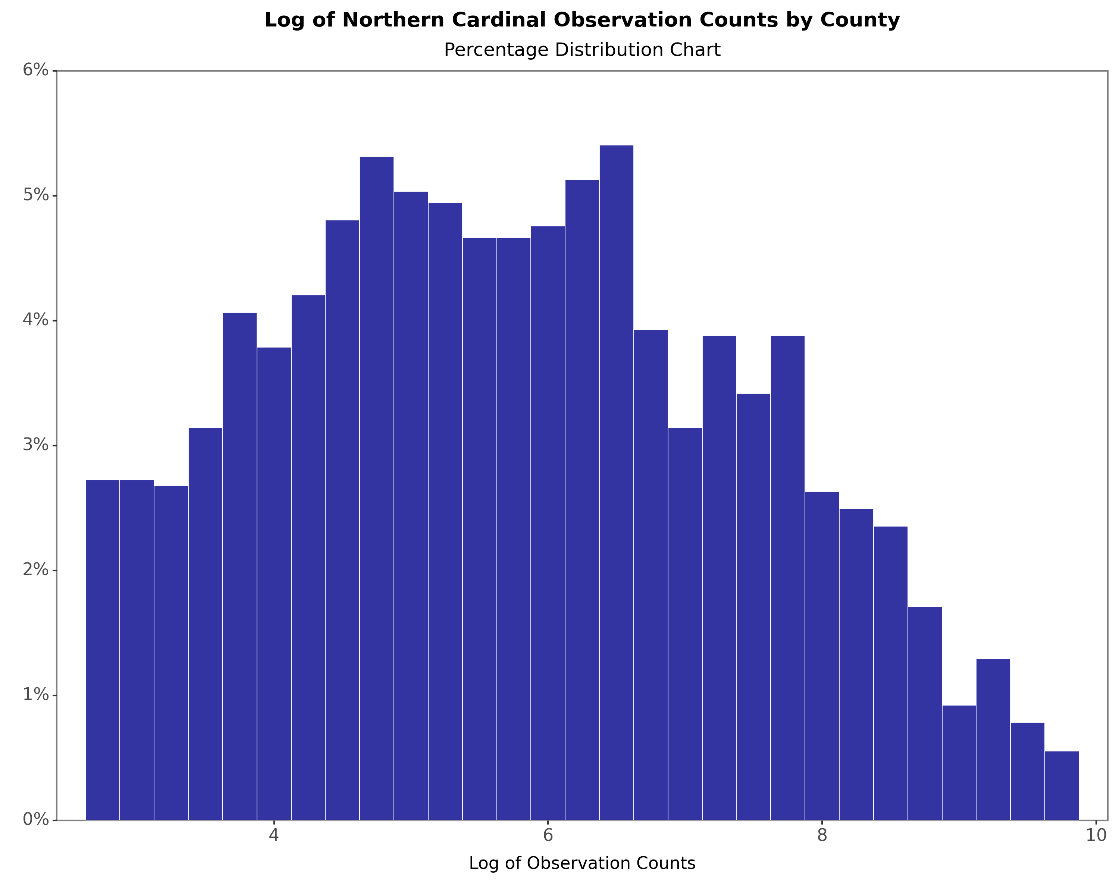 Log of Northern Cardinal Observation Counts by County
Percentage Distribution Chart
6%
5%
4%
3%
2%
1%
0%
4 6 8 10
Log of Observation Counts